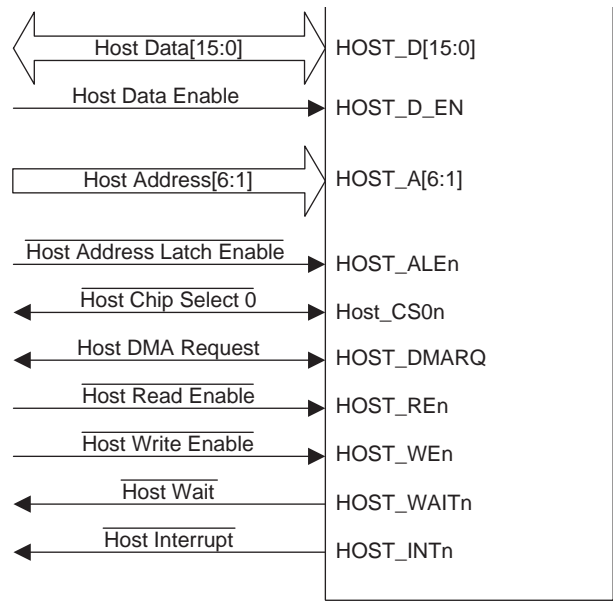 Host Data[15:0] HOST_D[15:0]
Host Data Enable HOST_D_EN
Host Address[6:1] HOST_A[6:1]
Host Address Latch Enable HOST_ALEn
Host Chip Select 0 Host_CS0n
Host DMA Request HOST_DMARQ
Host Read Enable HOST_REn
Host Write Enable HOST_WEn
Host Wait HOST_WAITn
Host Interrupt HOST_INTn